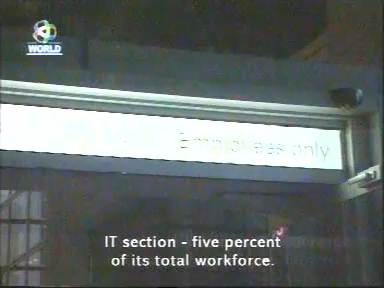 WORLD
Employees only
IT section - five percent
of its total workforce.